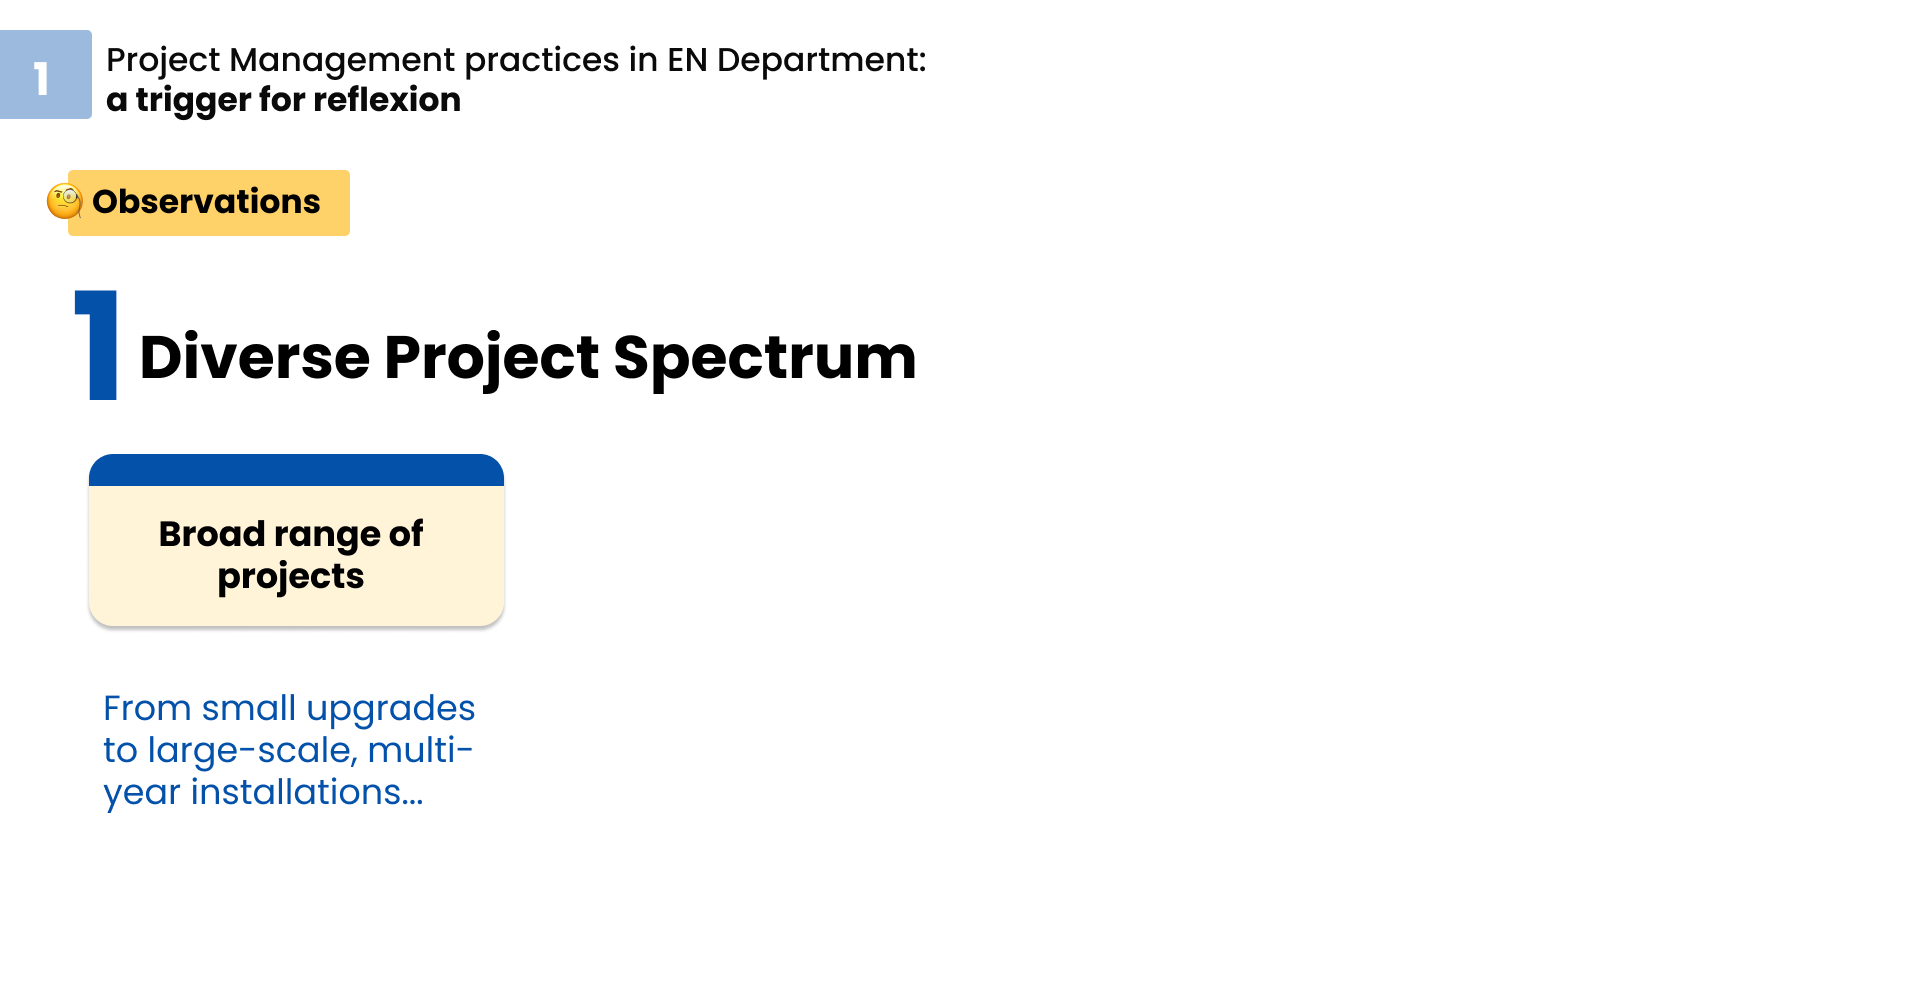 1
Project Management practices in EN Department:
a trigger for reflexion
Observations
1
Diverse Project Spectrum
Broad range of
projects
From small upgrades
to large-scale, multi-
year installations...